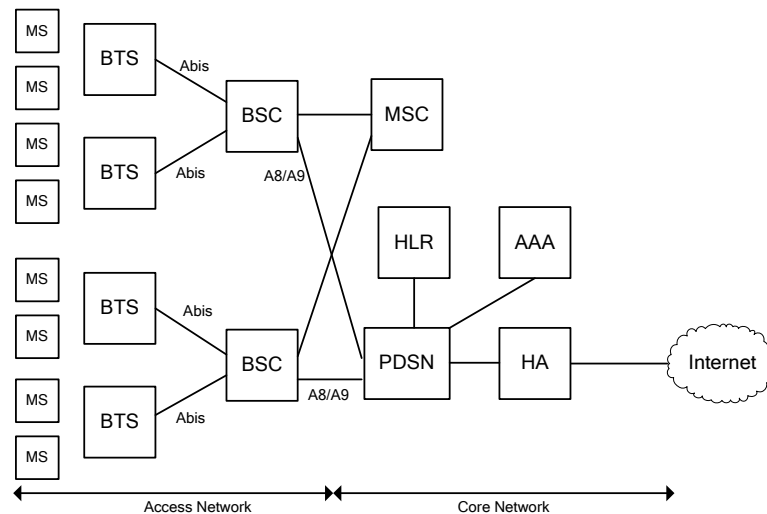 MS
MS
MS
MS
BTS
BTS
Abis
Abis
BSC
MSC
A8/A9
HLR
AAA
MS
MS
MS
MS
BTS
BTS
Abis
Abis
BSC
A8/A9
PDSN
HA
Internet
Access Network
Core Network